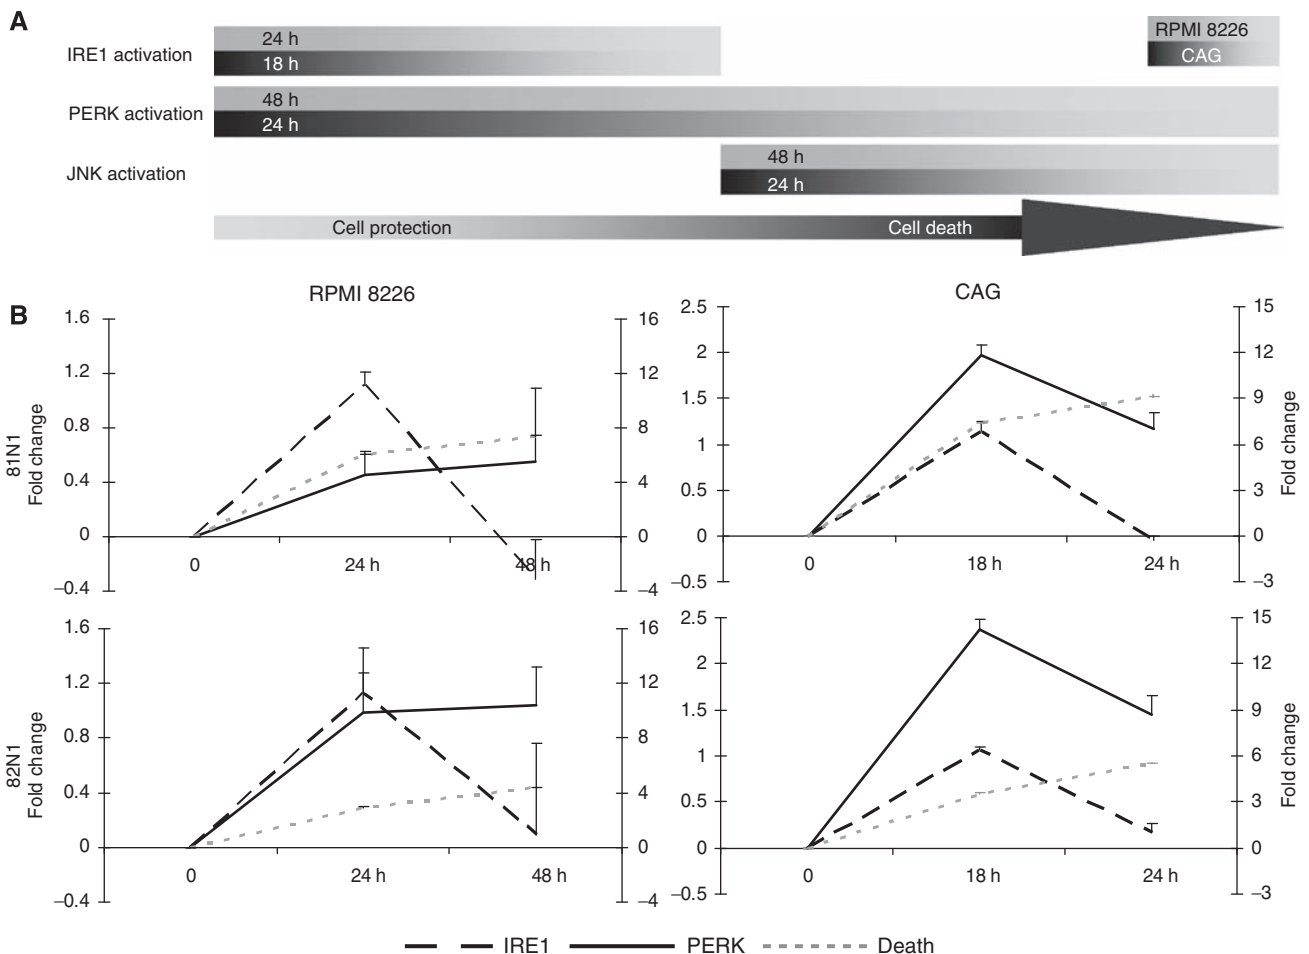 A
IRE1 activation
24 h
18 h
RPMI 8226
CAG
PERK activation
48 h
24 h
JNK activation
48 h
24 h
Cell protection
Cell death
B
RPMI 8226
CAG
81N1
Fold change
1.6
1.2
0.8
0.4
0
–0.4
16
12
8
4
0
–4
0
24 h
48 h
2.5
2
1.5
1
0.5
0
–0.5
15
12
9
6
3
0
–3
Fold change
0
18 h
24 h
82N1
Fold change
1.6
1.2
0.8
0.4
0
–0.4
16
12
8
4
0
–4
0
24 h
48 h
2.5
2
1.5
1
0.5
0
–0.5
15
12
9
6
3
0
–3
Fold change
0
18 h
24 h
IRE1
PERK
Death